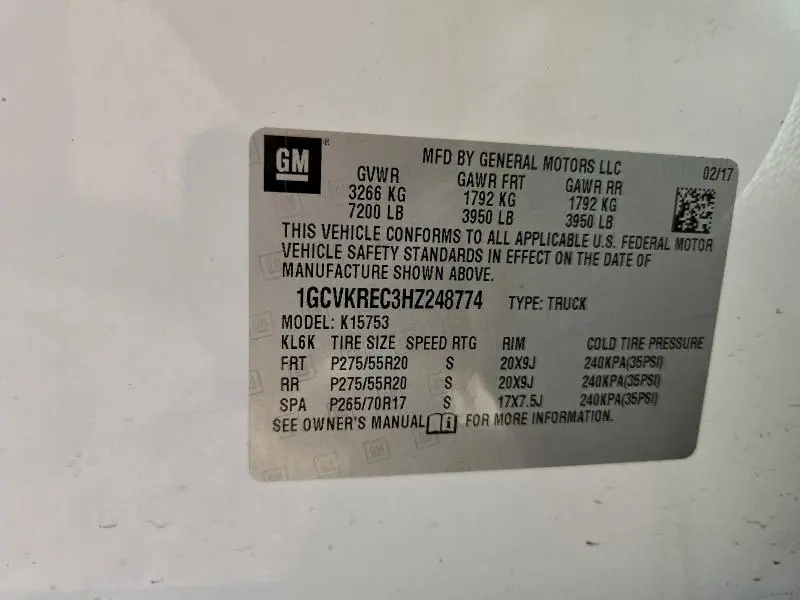 GM® MFD BY GENERAL MOTORS LLC 02/17
GVWR GAWR FRT GAWR RR
3266 KG 1792 KG 1792 KG
7200 LB 3950 LB 3950 LB
THIS VEHICLE CONFORMS TO ALL APPLICABLE U.S. FEDERAL MOTOR
VEHICLE SAFETY STANDARDS IN EFFECT ON THE DATE OF
MANUFACTURE SHOWN ABOVE.
1GCVKREC3HZ248774 TYPE: TRUCK
MODEL: K15753
KL6K TIRE SIZE SPEED RTG RIM COLD TIRE PRESSURE
FRT P275/55R20 S 20X9J 240KPA(35PSI)
RR P275/55R20 S 20X9J 240KPA(35PSI)
SPA P265/70R17 S 17X7.5J 240KPA(35PSI)
SEE OWNER'S MANUAL i FOR MORE INFORMATION.